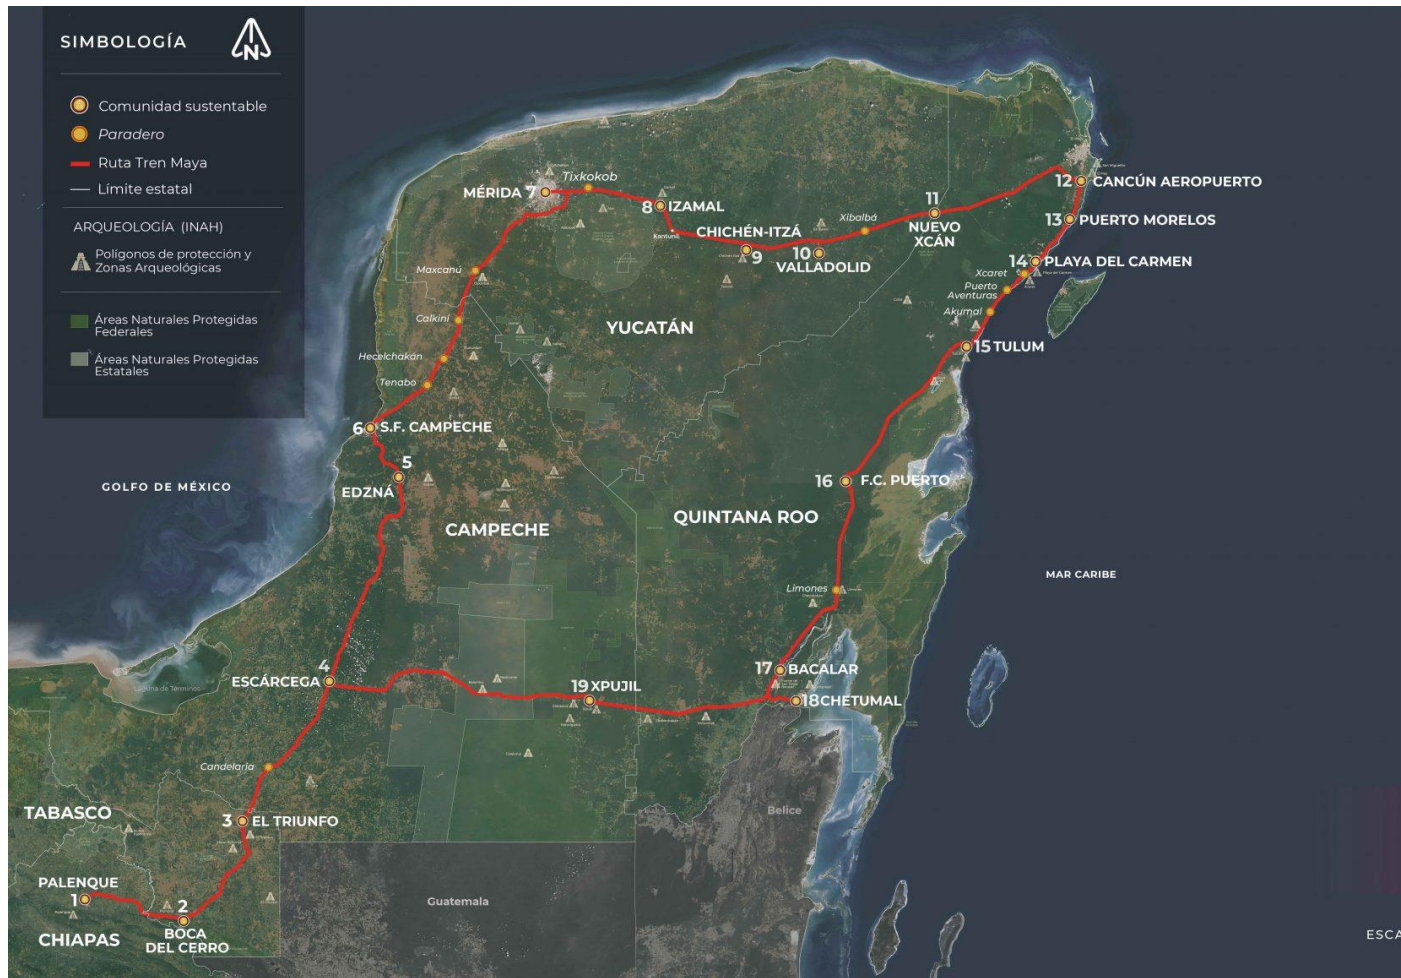 SIMBOLOGÍA
N
Comunidad sustentable
Paradero
Ruta Tren Maya
Límite estatal
ARQUEOLOGÍA (INAH)
Polígonos de protección y
Zonas Arqueológicas
Áreas Naturales Protegidas
Federales
Áreas Naturales Protegidas
Estatales
MÉRIDA 7
Tixkokob
8 IZAMAL
Kantunil
CHICHÉN-ITZÁ
9
10
VALLADOLID
Xibalbá
11
NUEVO
XCÁN
12 CANCÚN AEROPUERTO
13 PUERTO MORELOS
14 PLAYA DEL CARMEN
Xcaret
Puerto
Aventuras
Akumal
15 TULUM
Maxcanú
Calkiní
Hecelchakán
Tenabo
YUCATÁN
6 S.F. CAMPECHE
5
EDZNÁ
GOLFO DE MÉXICO
CAMPECHE
QUINTANA ROO
16 F.C. PUERTO
MAR CARIBE
Limones
17 BACALAR
18 CHETUMAL
19 XPUJIL
4
ESCÁRCEGA
Laguna de Terminos
Candelaria
TABASCO
3 EL TRIUNFO
Belice
PALENQUE
1
2
BOCA
DEL CERRO
CHIAPAS
Guatemala
ESCA